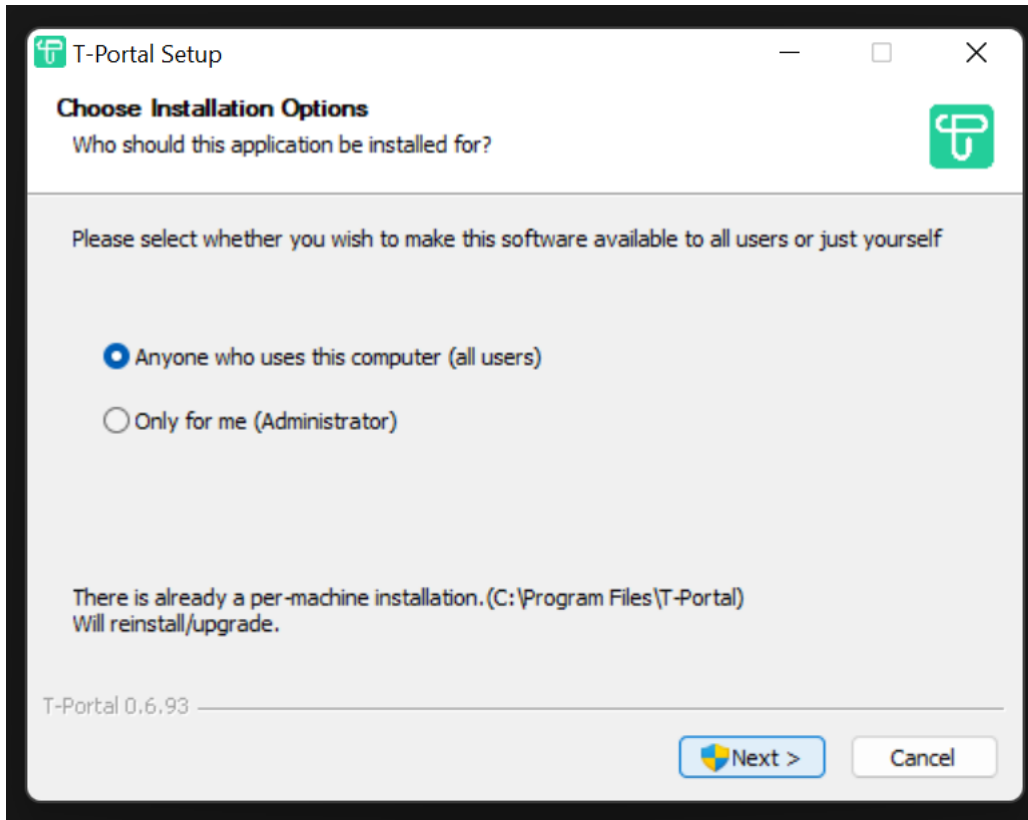 T-Portal Setup
Choose Installation Options
Who should this application be installed for?
Please select whether you wish to make this software available to all users or just yourself
Anyone who uses this computer (all users)
Only for me (Administrator)
There is already a per-machine installation.(C:\Program Files\T-Portal)
Will reinstall/upgrade.
T-Portal 0.6.93
Next >
Cancel